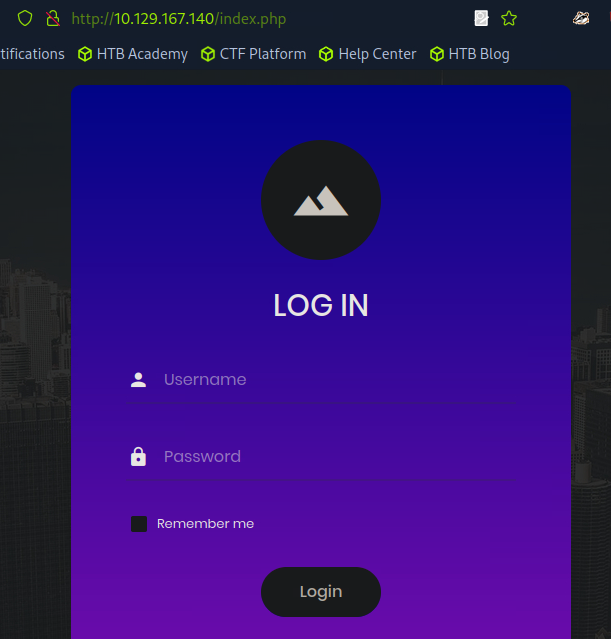 http://10.129.167.140/index.php
tifications HTB Academy CTF Platform Help Center HTB Blog
LOG IN
Username
Password
Remember me
Login